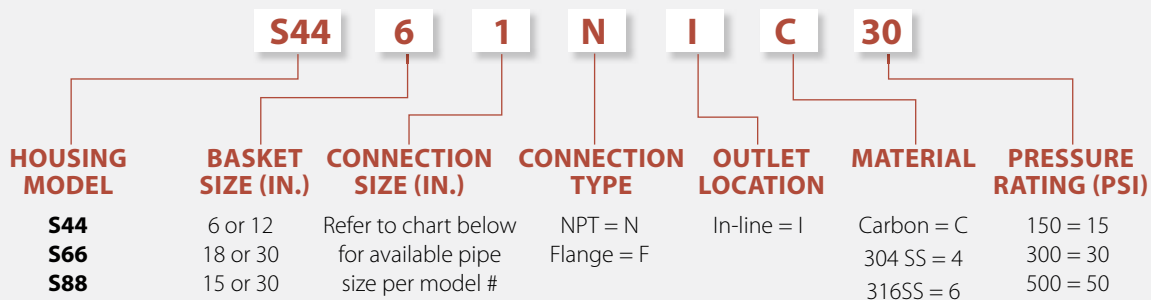 S44 6 1 N I C 30
HOUSING MODEL
BASKET SIZE (IN.)
CONNECTION SIZE (IN.)
CONNECTION TYPE
OUTLET LOCATION
MATERIAL
PRESSURE RATING (PSI)
S44 6 or 12 Refer to chart below NPT = N In-line = I Carbon = C 150 = 15
S66 18 or 30 for available pipe Flange = F 304 SS = 4 300 = 30
S88 15 or 30 size per model # 316SS = 6 500 = 50